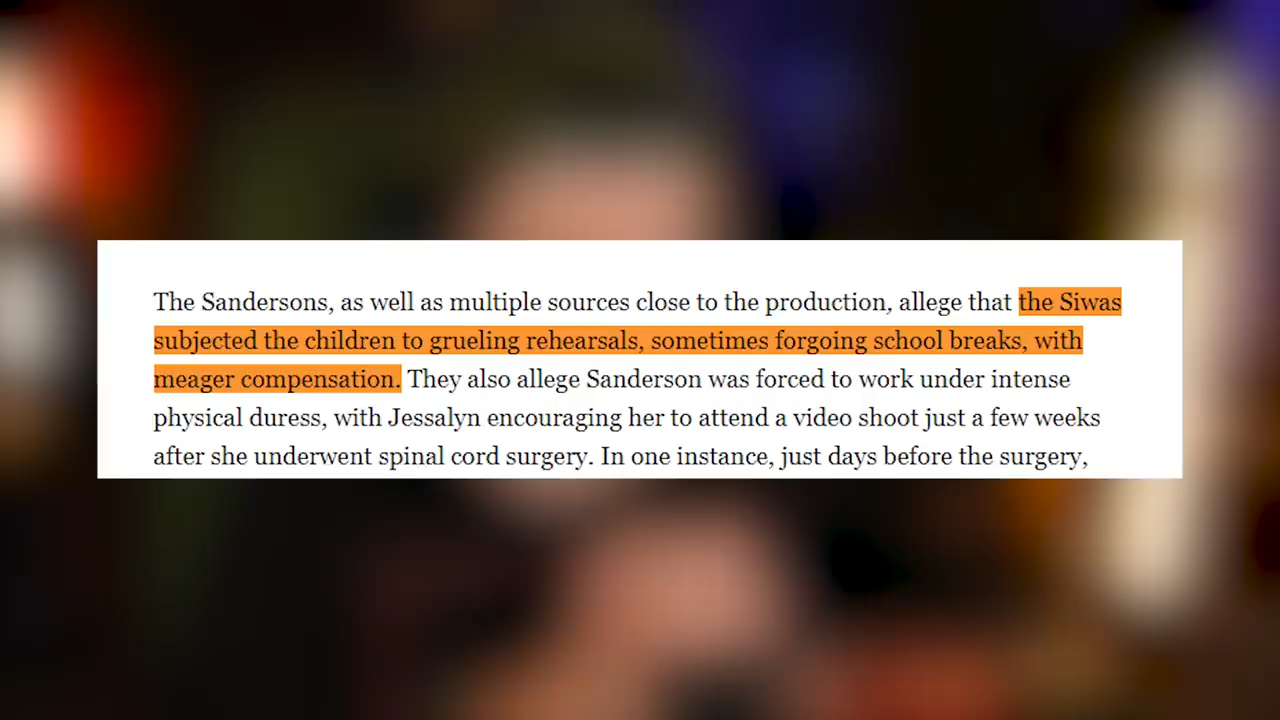 The Sandersons, as well as multiple sources close to the production, allege that the Siwas
subjected the children to grueling rehearsals, sometimes forgoing school breaks, with
meager compensation. They also allege Sanderson was forced to work under intense
physical duress, with Jessalyn encouraging her to attend a video shoot just a few weeks
after she underwent spinal cord surgery. In one instance, just days before the surgery,